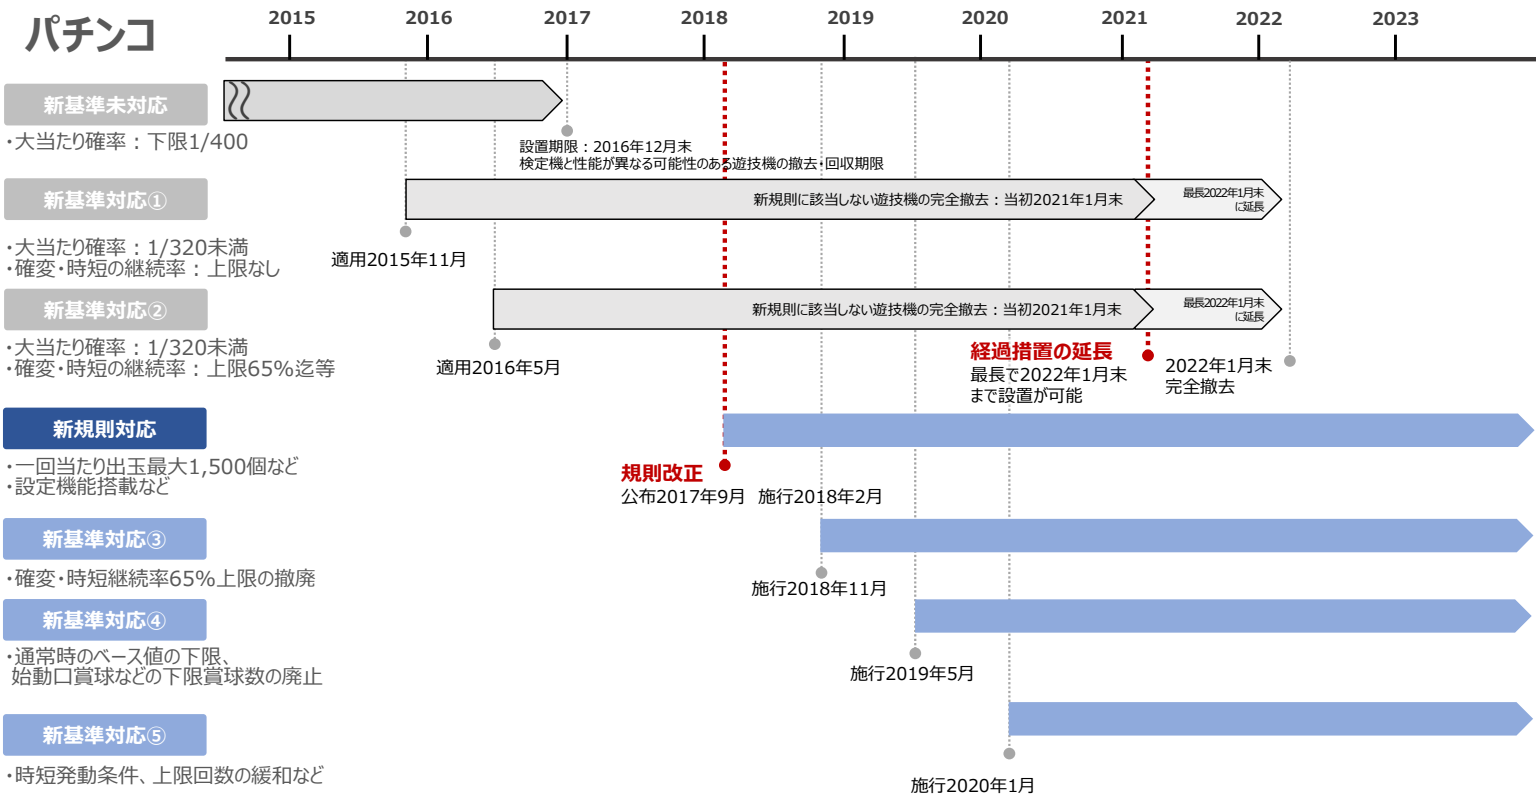 パチンコ
2015
2016
2017
2018
2019
2020
2021
2022
2023
新基準未対応
・大当たり確率：下限1/400
設置期限：2016年12月末
検定機と性能が異なる可能性のある遊技機の撤去・回収期限
新基準対応①
新規則に該当しない遊技機の完全撤去：当初2021年1月末
最長2022年1月末
に延長
・大当たり確率：1/320未満
・確変・時短の継続率：上限なし
適用2015年11月
新基準対応②
新規則に該当しない遊技機の完全撤去：当初2021年1月末
最長2022年1月末
に延長
・大当たり確率：1/320未満
・確変・時短の継続率：上限65%迄等
適用2016年5月
経過措置の延長
最長で2022年1月末
まで設置が可能
2022年1月末
完全撤去
新規則対応
・一回当たり出玉最大1,500個など
・設定機能搭載など
規則改正
公布2017年9月 施行2018年2月
新基準対応③
・確変・時短継続率65%上限の撤廃
施行2018年11月
新基準対応④
・通常時のベース値の下限、
始動口賞球などの下限賞球数の廃止
施行2019年5月
新基準対応⑤
・時短発動条件、上限回数の緩和など
施行2020年1月